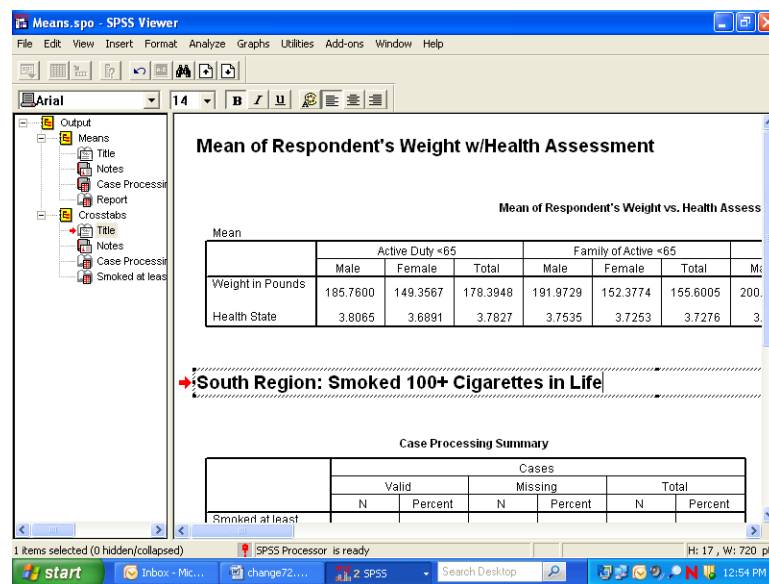 Means.spo - SPSS Viewer
File Edit View Insert Format Analyze Graphs Utilities Add-ons Window Help
Arial 14 B I U
Output
Means
Title
Notes
Case Processin
Report
Crosstabs
Title
Notes
Case Processin
Smoked at leas
Mean of Respondent's Weight w/Health Assessment
Mean of Respondent's Weight vs. Health Assess
Mean
Active Duty <65 Family of Active <65
Male Female Total Male Female Total Ma
Weight in Pounds 185.7600 149.3567 178.3948 191.9729 152.3774 155.6005 200.
Health State 3.8065 3.6891 3.7827 3.7535 3.7253 3.7276 3.
South Region: Smoked 100+ Cigarettes in Life
Case Processing Summary
Cases
Valid Missing Total
N Percent N Percent N Percent
Smoked at least
1 items selected (0 hidden/collapsed) SPSS Processor is ready H: 17 , W: 720 pt
start Inbox - Mic... change72.... 2 SPSS Search Desktop 12:54 PM